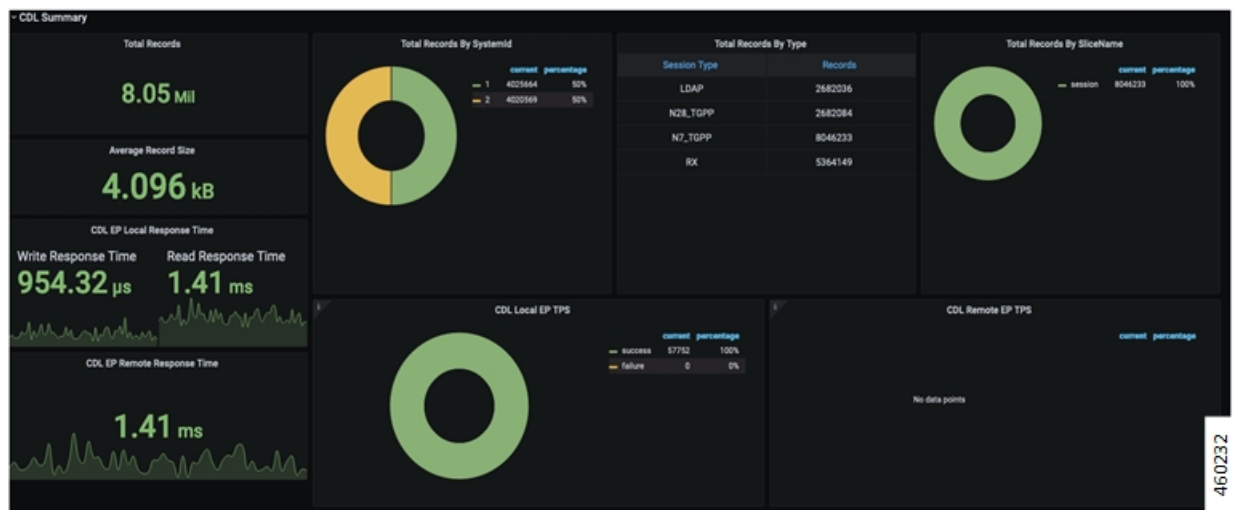 CDL Summary
Total Records
8.05 Mil
Average Record Size
4.096 kB
CDL EP Local Response Time
Write Response Time Read Response Time
954.32 µs 1.41 ms
CDL EP Remote Response Time
1.41 ms
Total Records By SystemId
current percentage
1 4025664 50%
2 4020569 50%
Total Records By Type
Session Type Records
LDAP 2682036
N28_TGPP 2682084
N7_TGPP 8046233
RX 5364149
Total Records By SliceName
current percentage
session 8046233 100%
i
CDL Local EP TPS
current percentage
success 57752 100%
failure 0 0%
i
CDL Remote EP TPS
current percentage
No data points
460232